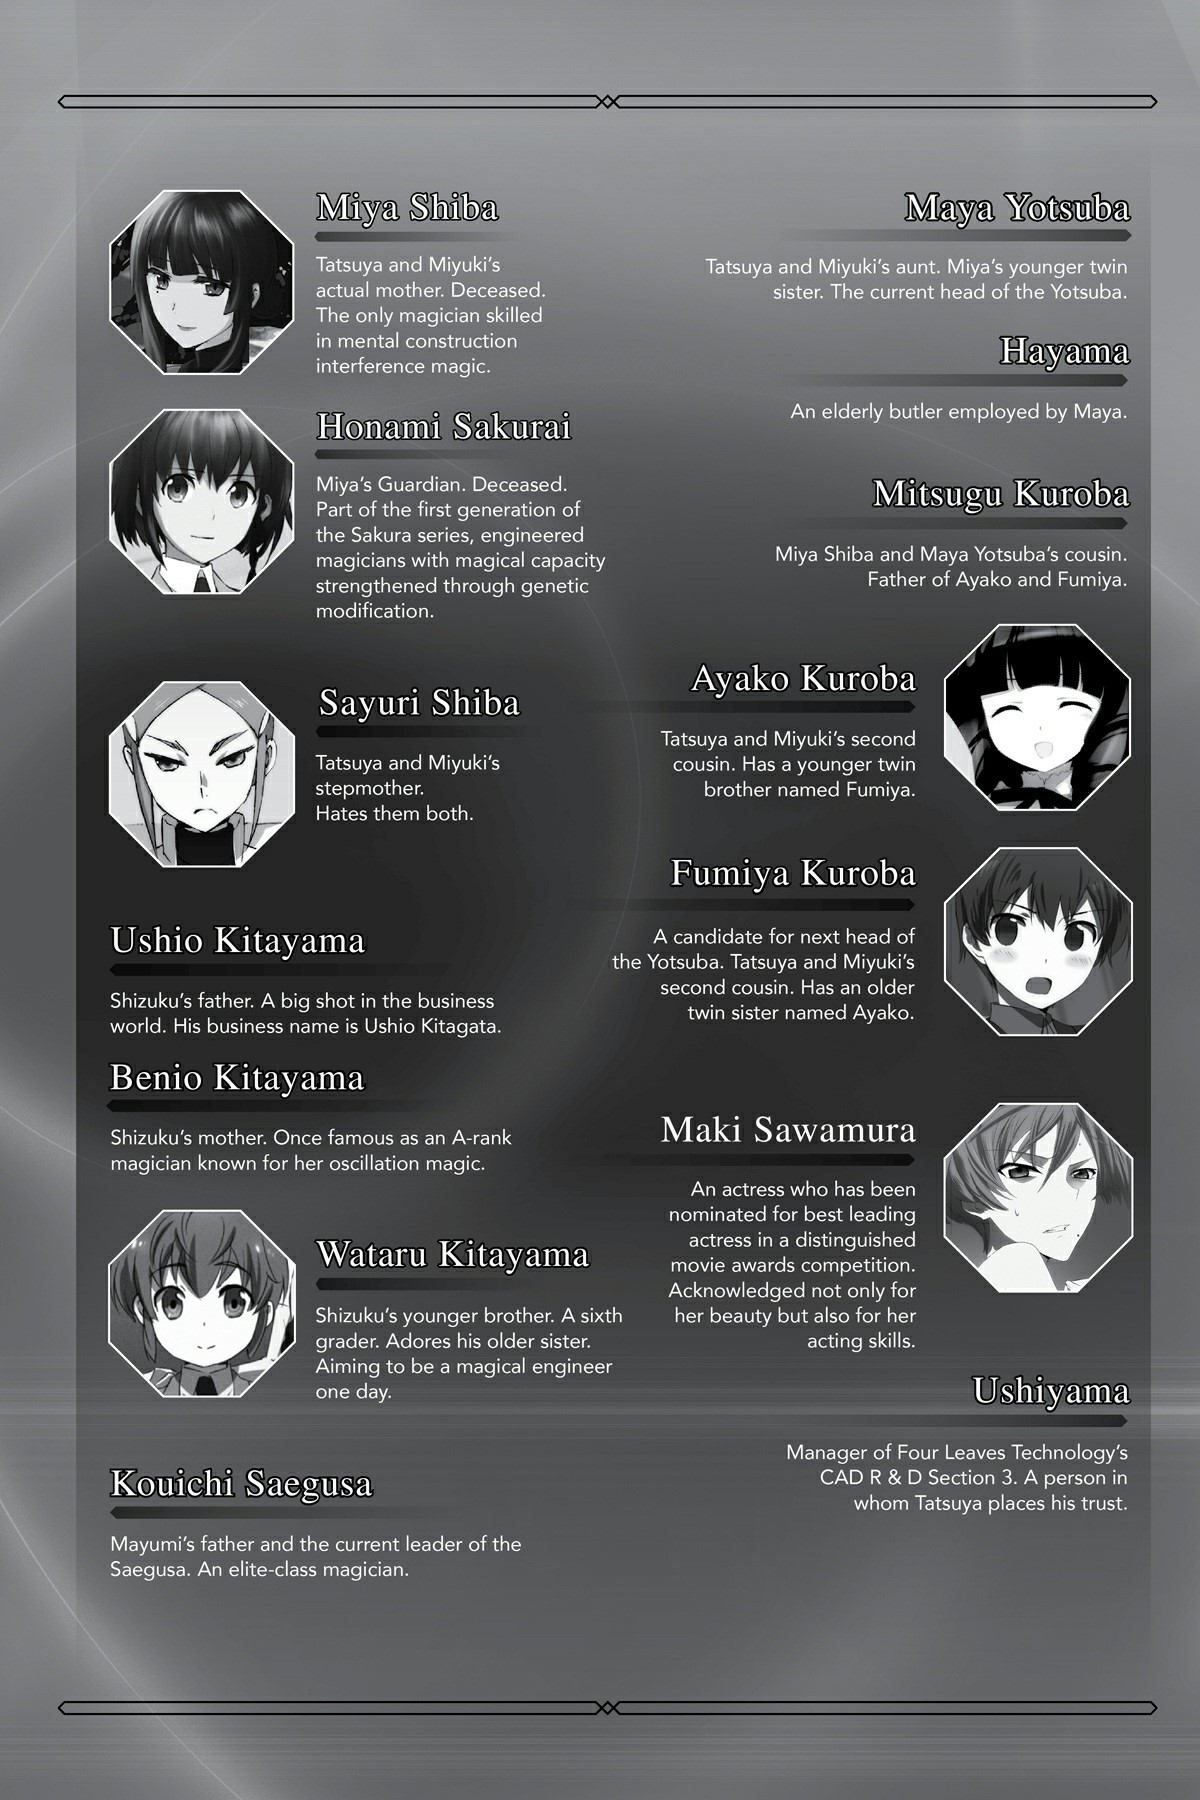 Miya Shiba
Tatsuya and Miyuki's
actual mother. Deceased.
The only magician skilled
in mental construction
interference magic.
Honami Sakurai
Miya's Guardian. Deceased.
Part of the first generation of
the Sakura series, engineered
magicians with magical capacity
strengthened through genetic
modification.
Sayuri Shiba
Tatsuya and Miyuki's
stepmother.
Hates them both.
Ushio Kitayama
Shizuku's father. A big shot in the business
world. His business name is Ushio Kitagata.
Benio Kitayama
Shizuku's mother. Once famous as an A-rank
magician known for her oscillation magic.
Wataru Kitayama
Shizuku's younger brother. A sixth
grader. Adores his older sister.
Aiming to be a magical engineer
one day.
Kouichi Saegusa
Mayumi's father and the current leader of the
Saegusa. An elite-class magician.
Maya Yotsuba
Tatsuya and Miyuki's aunt. Miya's younger twin
sister. The current head of the Yotsuba.
Hayama
An elderly butler employed by Maya.
Mitsugu Kuroba
Miya Shiba and Maya Yotsuba's cousin.
Father of Ayako and Fumiya.
Ayako Kuroba
Tatsuya and Miyuki's second
cousin. Has a younger twin
brother named Fumiya.
Fumiya Kuroba
A candidate for next head of
the Yotsuba. Tatsuya and Miyuki's
second cousin. Has an older
twin sister named Ayako.
Maki Sawamura
An actress who has been
nominated for best leading
actress in a distinguished
movie awards competition.
Acknowledged not only for
her beauty but also for her
acting skills.
Ushiyama
Manager of Four Leaves Technology's
CAD R & D Section 3. A person in
whom Tatsuya places his trust.